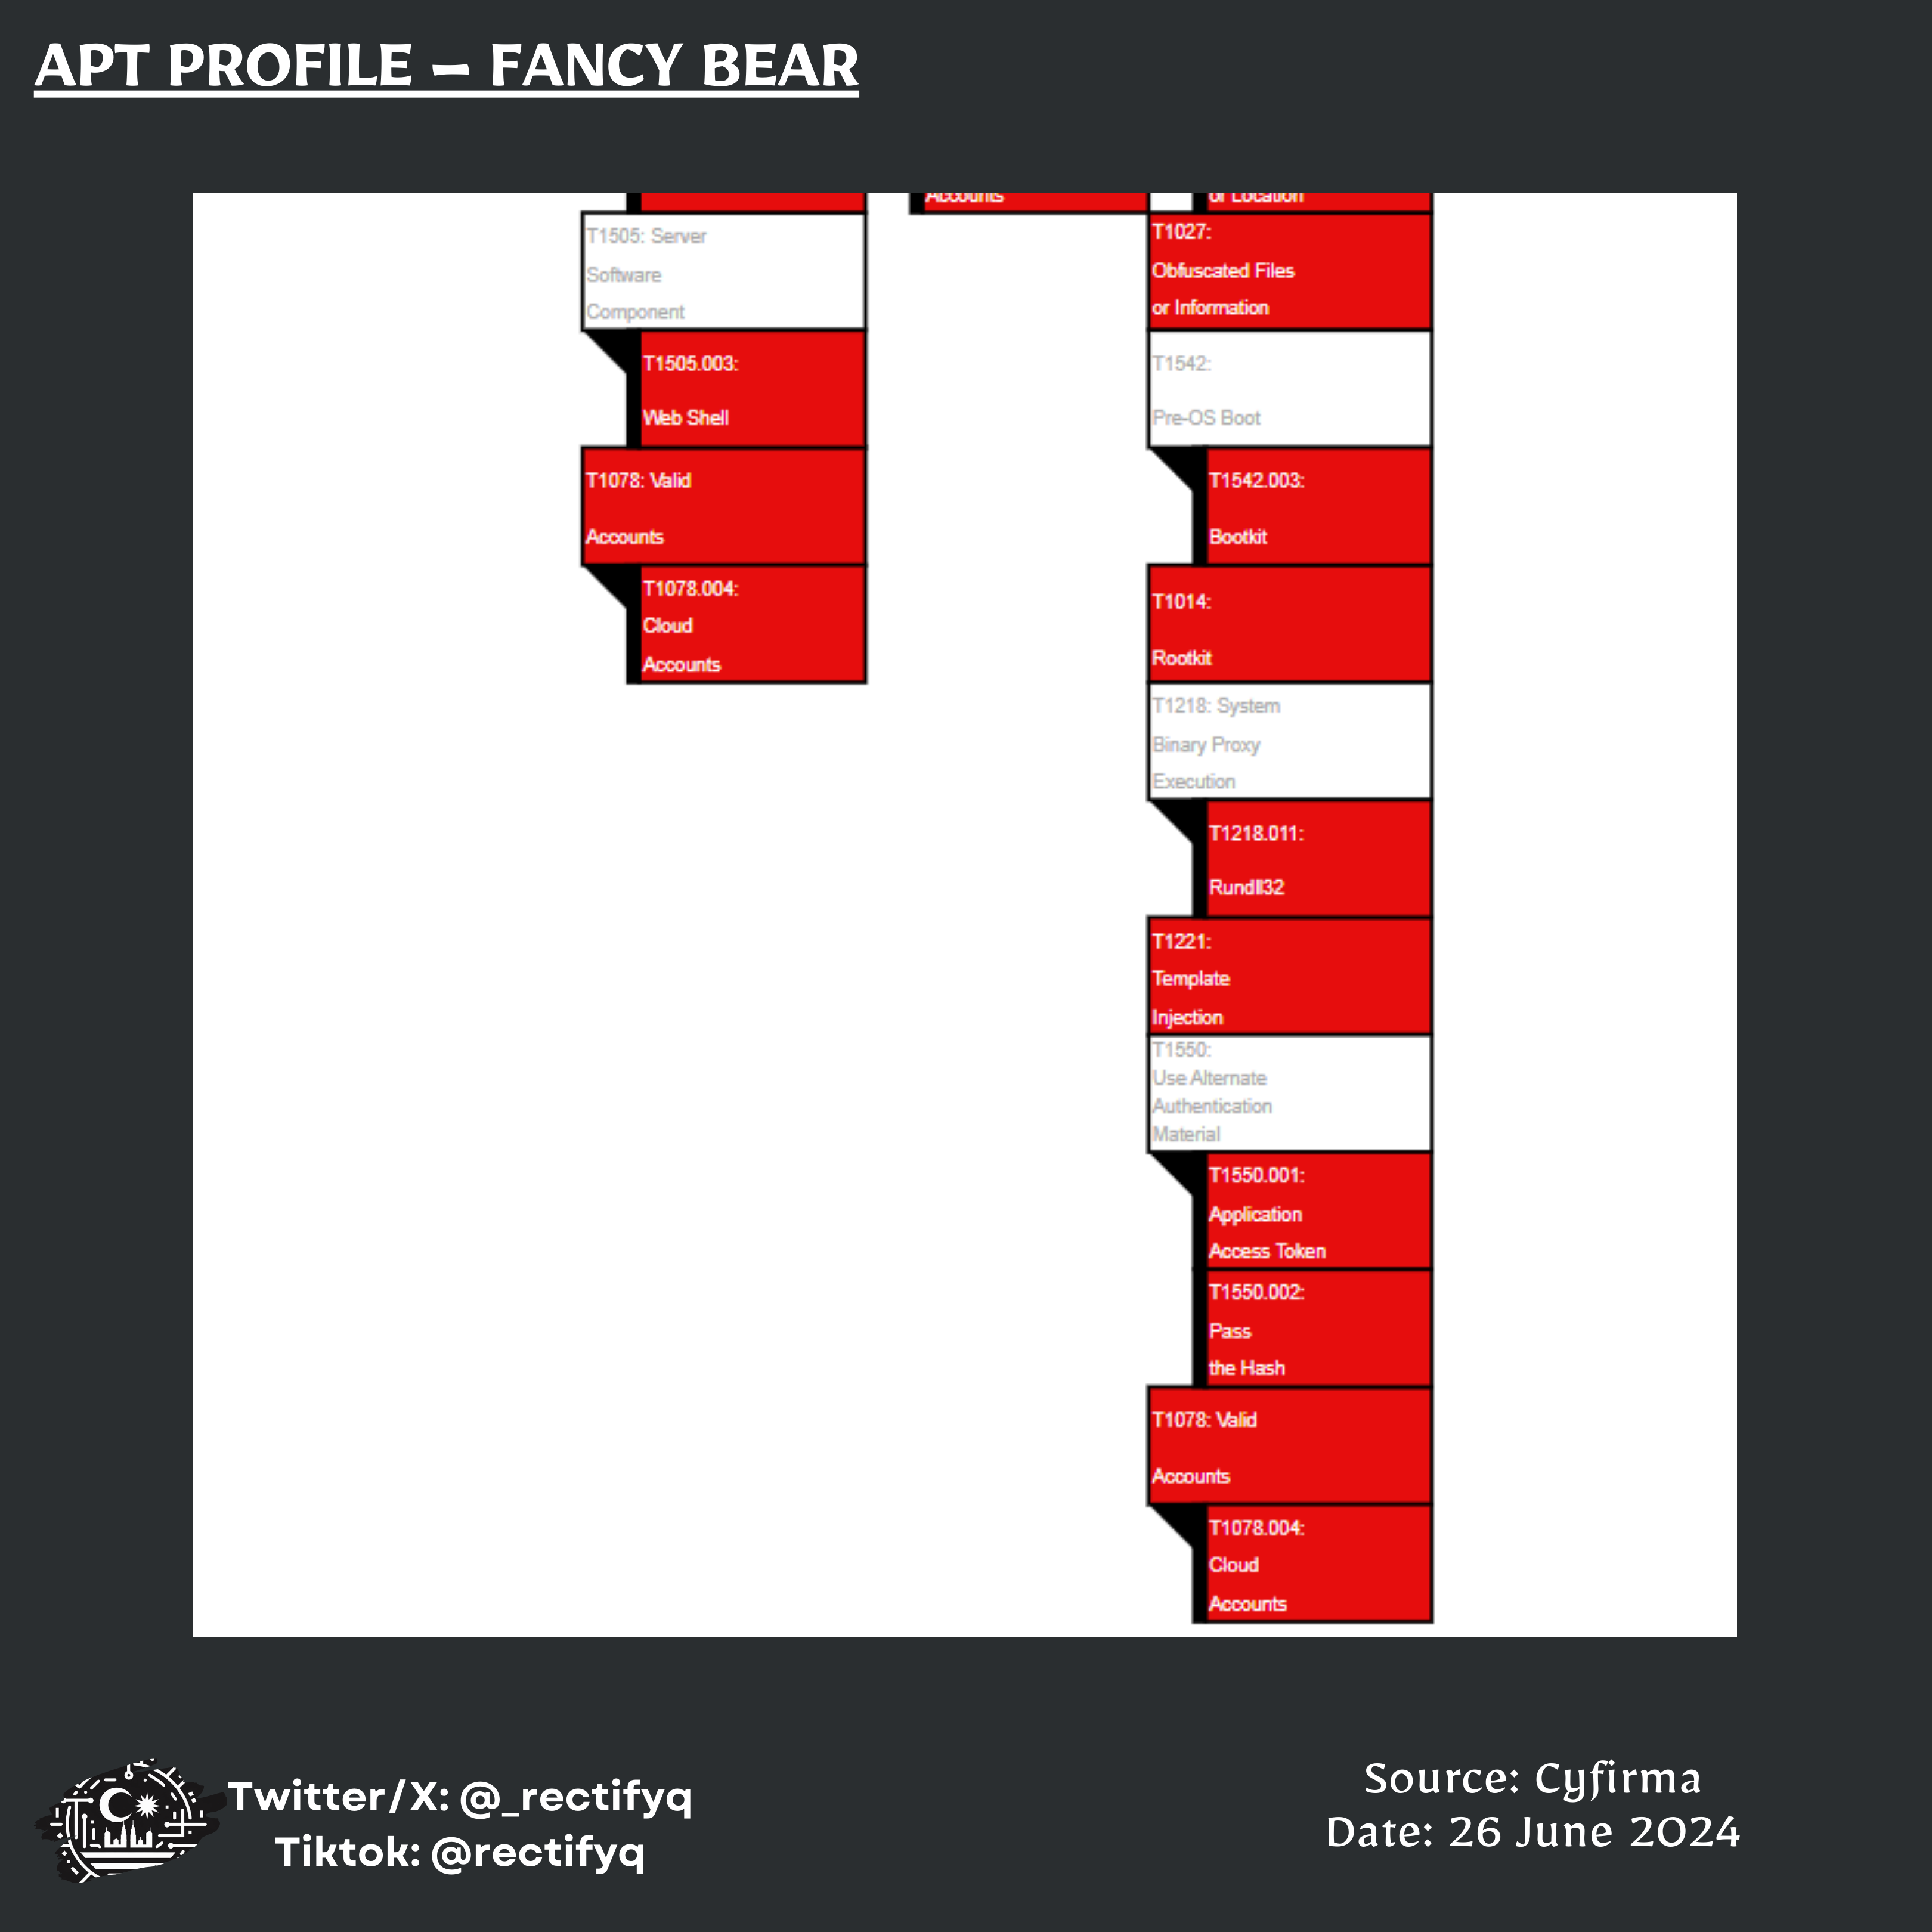 APT PROFILE – FANCY BEAR
Accounts
or Location
T1505: Server
Software
Component
T1505.003:
Web Shell
T1078: Valid
Accounts
T1078.004:
Cloud
Accounts
T1027:
Obfuscated Files
or Information
T1542:
Pre-OS Boot
T1542.003:
Bootkit
T1014:
Rootkit
T1218: System
Binary Proxy
Execution
T1218.011:
Rundll32
T1221:
Template
Injection
T1550:
Use Alternate
Authentication
Material
T1550.001:
Application
Access Token
T1550.002:
Pass
the Hash
T1078: Valid
Accounts
T1078.004:
Cloud
Accounts
Twitter/X: @_rectifyq
Tiktok: @rectifyq
Source: Cyfirma
Date: 26 June 2024